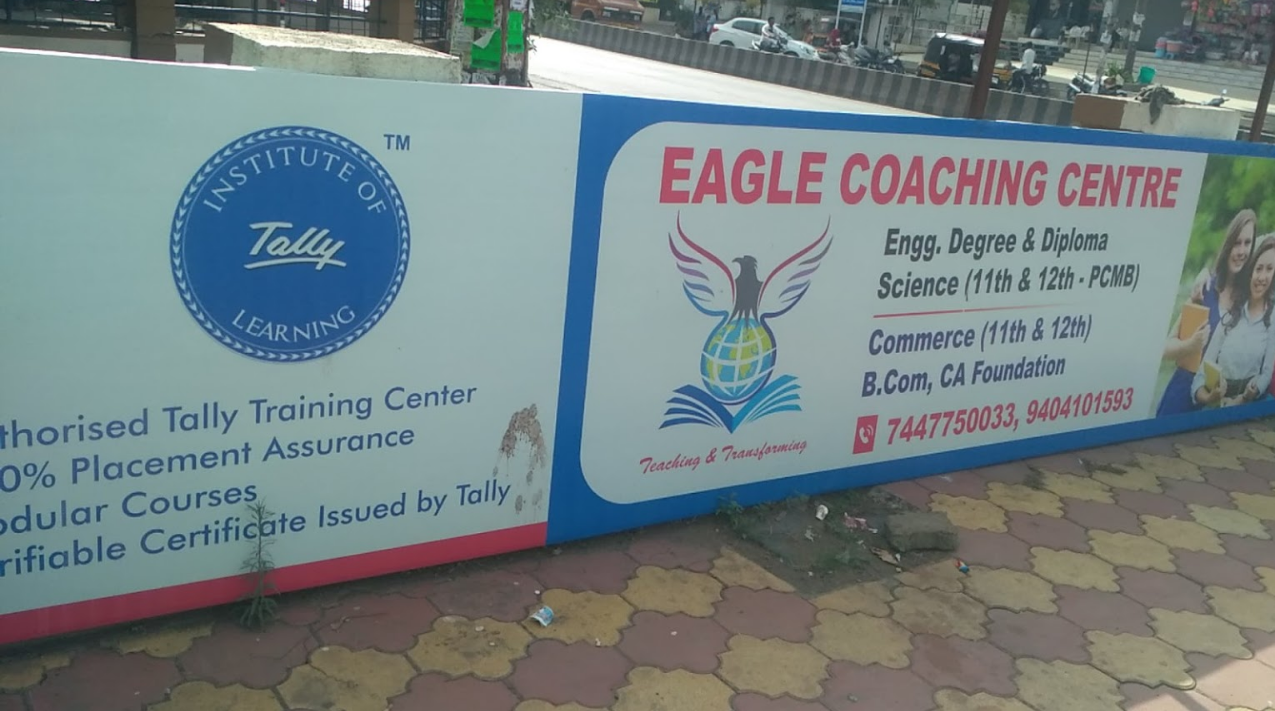 TM
INSTITUTE OF
Tally
LEARNING
thorised Tally Training Center
0% Placement Assurance
dular Courses
rifiable Certificate Issued by Tally
EAGLE COACHING CENTRE
Engg. Degree & Diploma
Science (11th & 12th - PCMB)
Commerce (11th & 12th)
B.Com, CA Foundation
7447750033, 9404101593
Teaching & Transforming